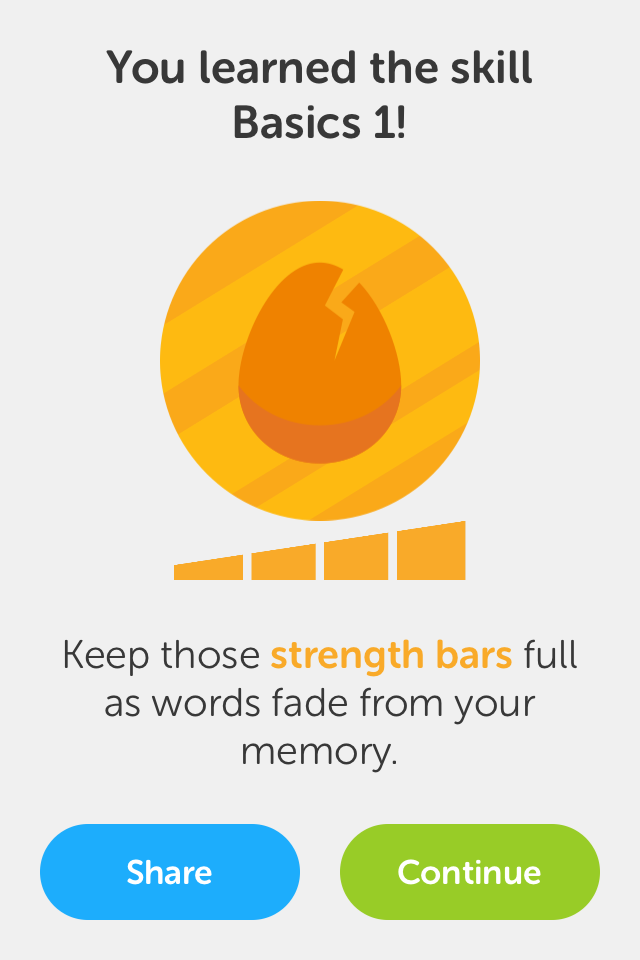 You learned the skill
Basics 1!
Keep those strength bars full
as words fade from your
memory.
Share
Continue